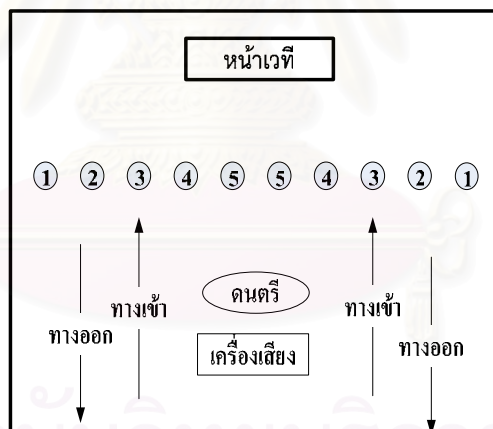 หน้าเวที
1 2 3 4 5 5 4 3 2 1
ดนตรี
ทางเข้า ทางเข้า
ทางออก ทางออก
เครื่องเสียง